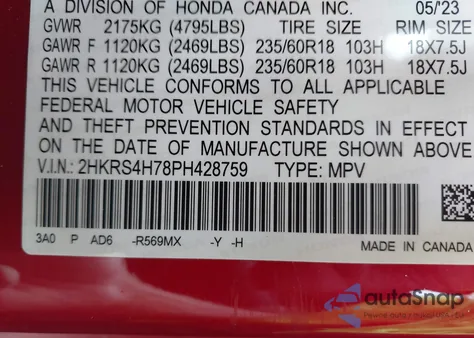 A DIVISION OF HONDA CANADA INC. 05/23
GVWR 2175KG (4795LBS) TIRE SIZE RIM SIZE
GAWR F 1120KG (2469LBS) 235/60R18 103H 18X7.5J
GAWR R 1120KG (2469LBS) 235/60R18 103H 18X7.5J
THIS VEHICLE CONFORMS TO ALL APPLICABLE
FEDERAL MOTOR VEHICLE SAFETY
AND THEFT PREVENTION STANDARDS IN EFFECT
ON THE DATE OF MANUFACTURE SHOWN ABOVE
V.I.N.: 2HKRS4H78PH428759 TYPE: MPV
3A0 P AD6 -R569MX -Y -H
MADE IN CANADA
autoSnap